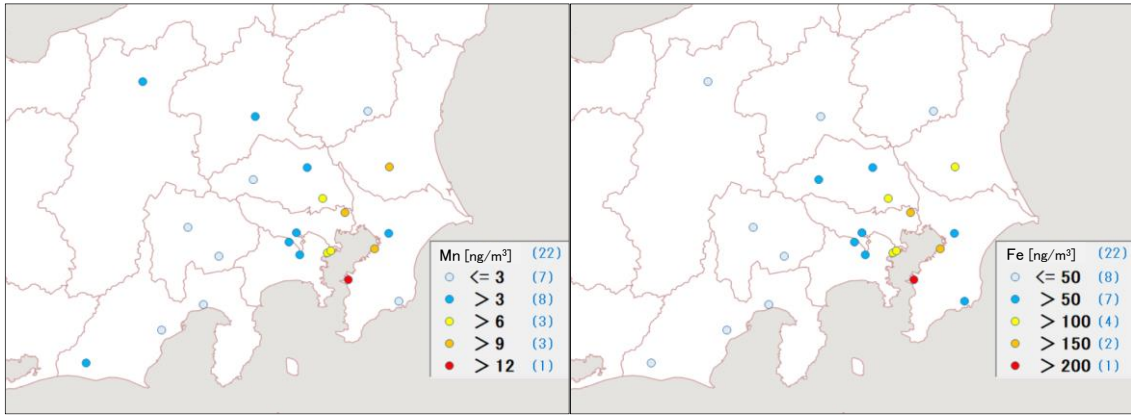 Mn [ng/m³] (22)
<= 3 (7)
> 3 (8)
> 6 (3)
> 9 (3)
> 12 (1)
Fe [ng/m³] (22)
<= 50 (8)
> 50 (7)
> 100 (4)
> 150 (2)
> 200 (1)